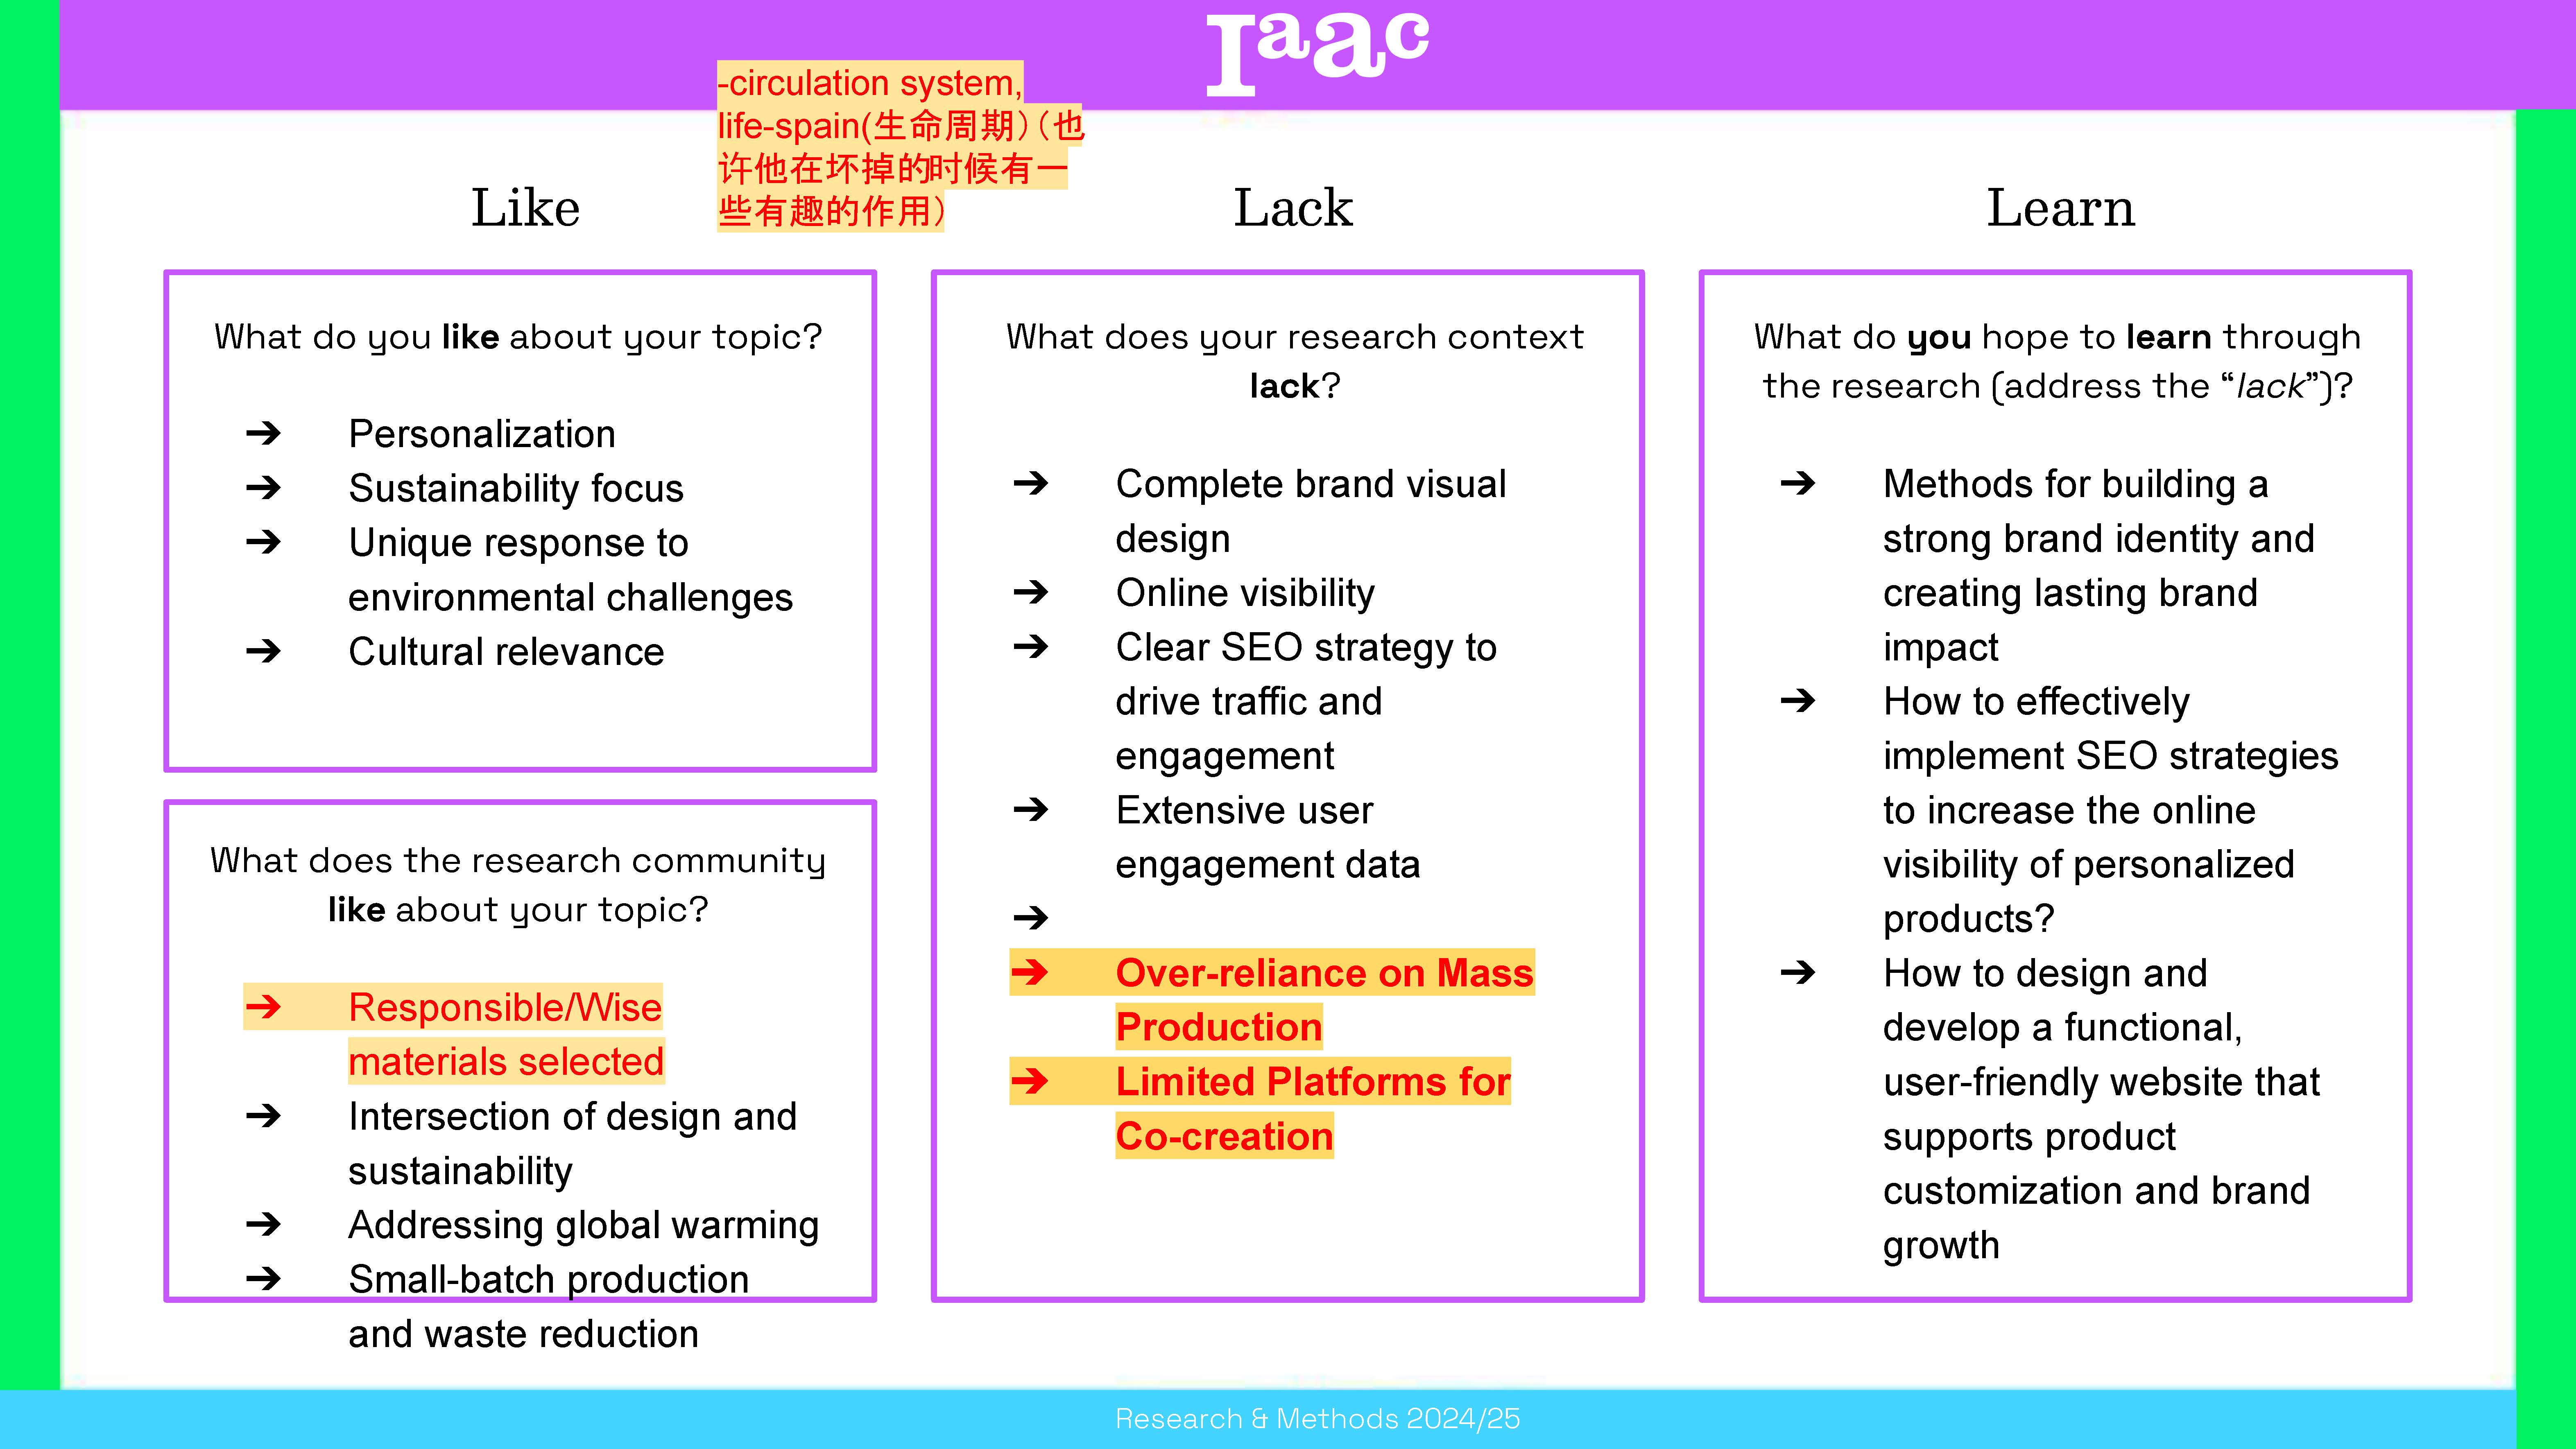 Iaac
-circulation system,
life-spain(生命周期)（也
许他在坏掉的时候有一
些有趣的作用）
Like
What do you like about your topic?
➔ Personalization
➔ Sustainability focus
➔ Unique response to
environmental challenges
➔ Cultural relevance
What does the research community
like about your topic?
➔ Responsible/Wise
materials selected
➔ Intersection of design and
sustainability
➔ Addressing global warming
➔ Small-batch production
and waste reduction
Lack
What does your research context
lack?
➔ Complete brand visual
design
➔ Online visibility
➔ Clear SEO strategy to
drive traffic and
engagement
➔ Extensive user
engagement data
➔
➔ Over-reliance on Mass
Production
➔ Limited Platforms for
Co-creation
Learn
What do you hope to learn through
the research (address the “lack”)?
➔ Methods for building a
strong brand identity and
creating lasting brand
impact
➔ How to effectively
implement SEO strategies
to increase the online
visibility of personalized
products?
➔ How to design and
develop a functional,
user-friendly website that
supports product
customization and brand
growth
Research & Methods 2024/25